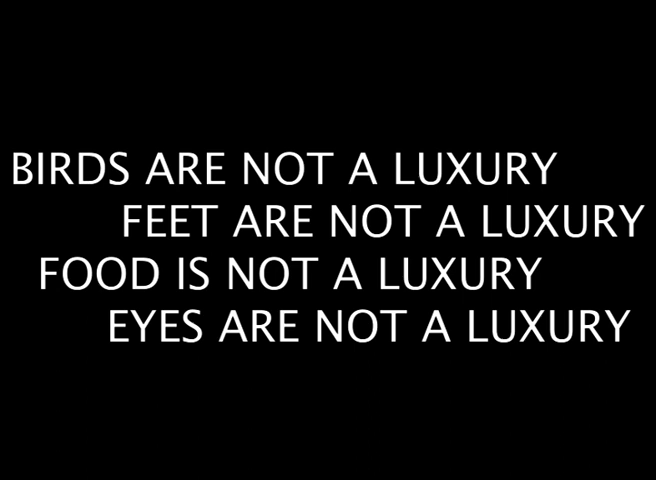 BIRDS ARE NOT A LUXURY
FEET ARE NOT A LUXURY
FOOD IS NOT A LUXURY
EYES ARE NOT A LUXURY